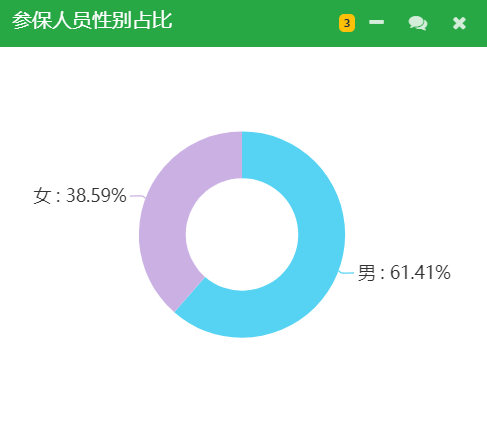 参保人员性别占比
3
女 : 38.59%
男 : 61.41%